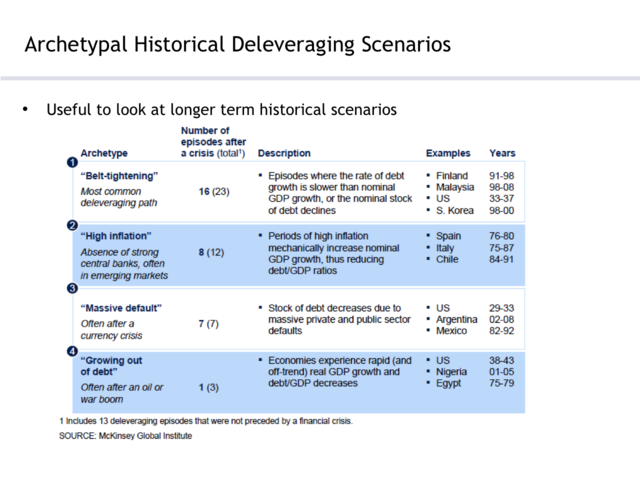 Archetypal Historical Deleveraging Scenarios
• Useful to look at longer term historical scenarios
Number of
episodes after
Archetype a crisis (total¹) Description Examples Years
1
“Belt-tightening” 16 (23) ▪ Episodes where the rate of debt ▪ Finland 91-98
Most common growth is slower than nominal ▪ Malaysia 98-08
deleveraging path GDP growth, or the nominal stock ▪ US 33-37
of debt declines ▪ S. Korea 98-00
2
“High inflation” 8 (12) ▪ Periods of high inflation ▪ Spain 76-80
Absence of strong mechanically increase nominal ▪ Italy 75-87
central banks, often GDP growth, thus reducing ▪ Chile 84-91
in emerging markets debt/GDP ratios
3
“Massive default” 7 (7) ▪ Stock of debt decreases due to ▪ US 29-33
Often after a massive private and public sector ▪ Argentina 02-08
currency crisis defaults ▪ Mexico 82-92
4
“Growing out ▪ Economies experience rapid (and ▪ US 38-43
of debt” off-trend) real GDP growth and ▪ Nigeria 01-05
Often after an oil or 1 (3) debt/GDP decreases ▪ Egypt 75-79
war boom
1 Includes 13 deleveraging episodes that were not preceded by a financial crisis.
SOURCE: McKinsey Global Institute